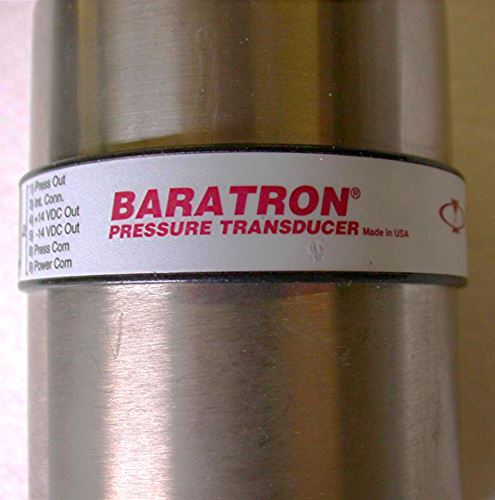 1) Press Out
3) Int. Conn.
4) +14 VDC Out
5) -14 VDC Out
8) Press Com
9) Power Com
BARATRON®
PRESSURE TRANSDUCER Made in USA